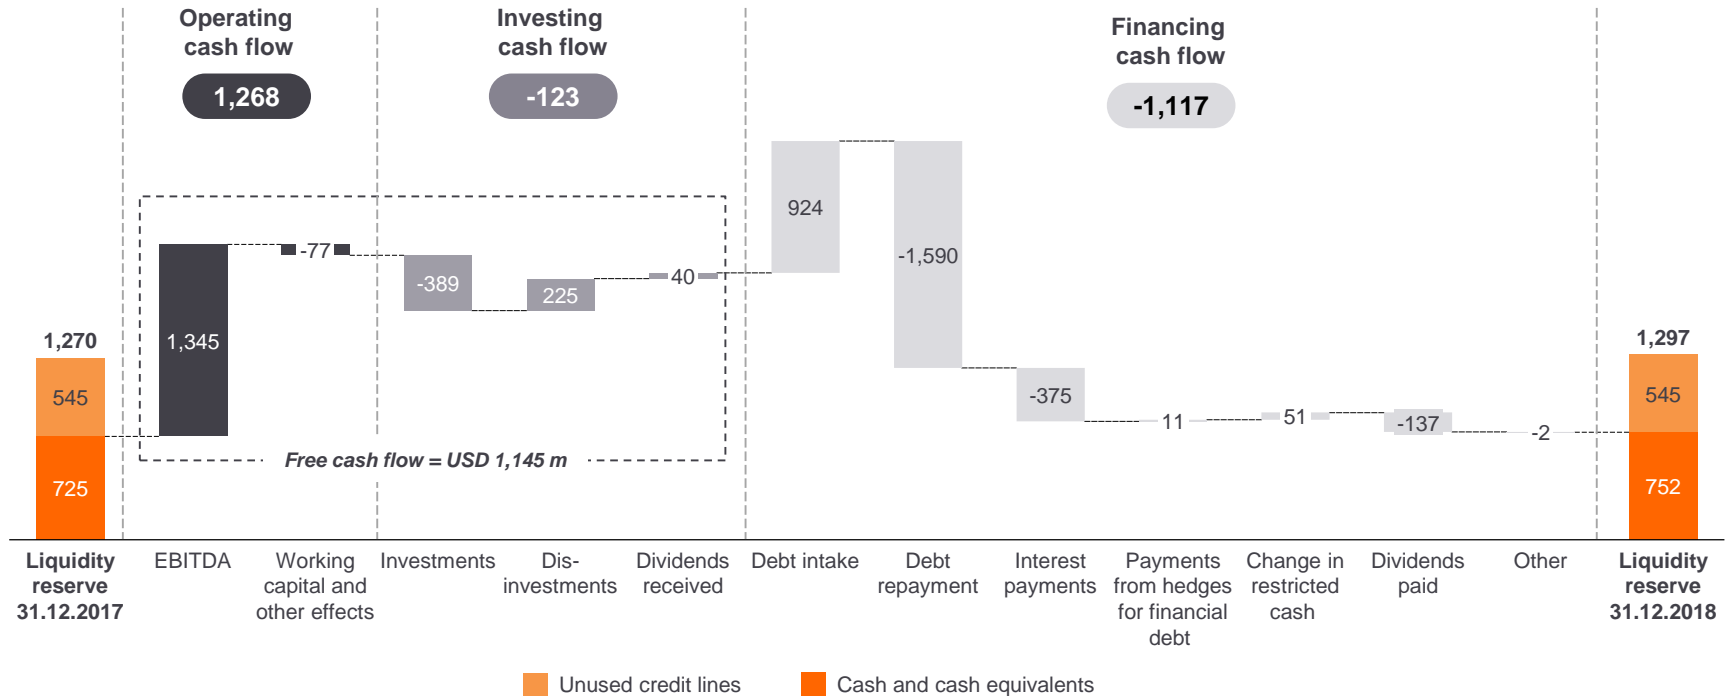 Operating
cash flow
1,268
Investing
cash flow
-123
Financing
cash flow
-1,117
924
-77
-1,590
-389
225
40
1,345
1,270
545
725
-375
11
51
-137
-2
1,297
545
752
Free cash flow = USD 1,145 m
Liquidity
reserve
31.12.2017
EBITDA
Working
capital and
other effects
Investments
Dis-
investments
Dividends
received
Debt intake
Debt
repayment
Interest
payments
Payments
from hedges
for financial
debt
Change in
restricted
cash
Dividends
paid
Other
Liquidity
reserve
31.12.2018
Unused credit lines
Cash and cash equivalents